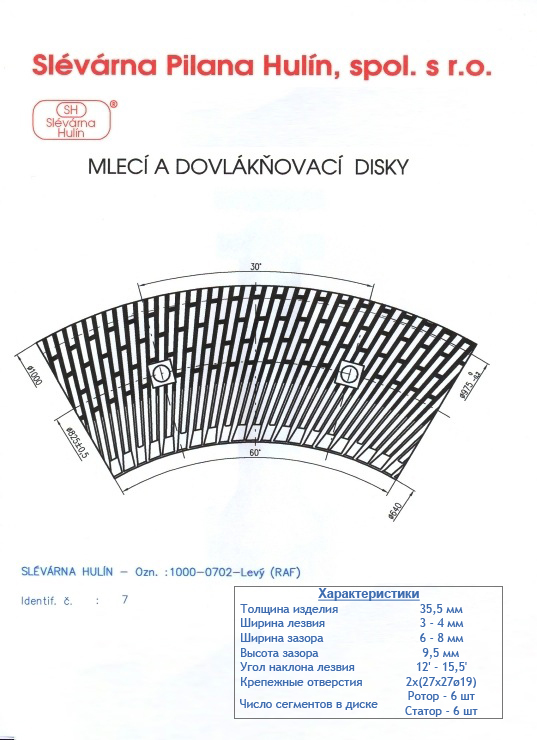 Slévárna Pilana Hulín, spol. s r.o.
SH ®
Slévárna
Hulín
MLECÍ A DOVLÁKŇOVACÍ DISKY
30°
ø1000
ø975 0 -0,2
ø825±0,5
60°
ø640
SLÉVÁRNA HULÍN – Ozn. :1000-0702-Levý (RAF)
Identif. č. : 7
Характеристики
Толщина изделия 35,5 мм
Ширина лезвия 3 - 4 мм
Ширина зазора 6 - 8 мм
Высота зазора 9,5 мм
Угол наклона лезвия 12' - 15,5'
Крепежные отверстия 2x(27x27ø19)
Число сегментов в диске Ротор - 6 шт
Статор - 6 шт